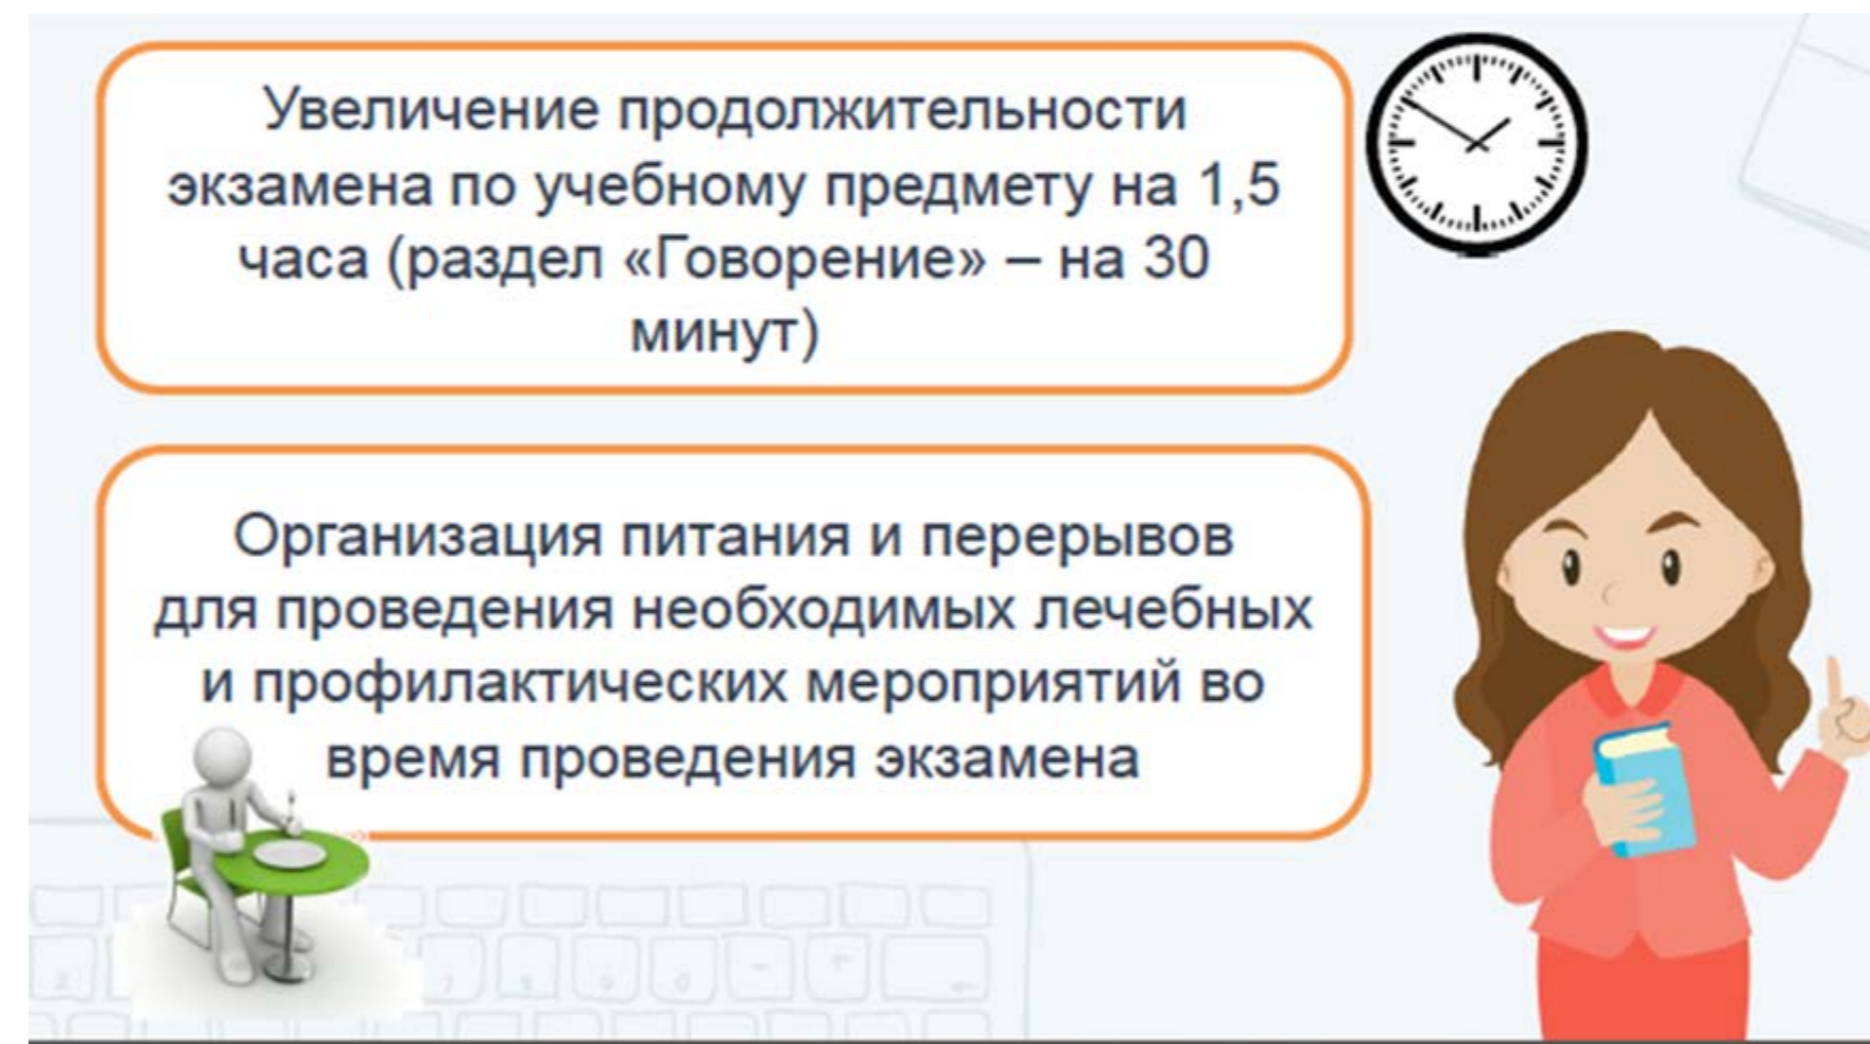 Увеличение продолжительности
экзамена по учебному предмету на 1,5
часа (раздел «Говорение» – на 30
минут)
Организация питания и перерывов
для проведения необходимых лечебных
и профилактических мероприятий во
время проведения экзамена